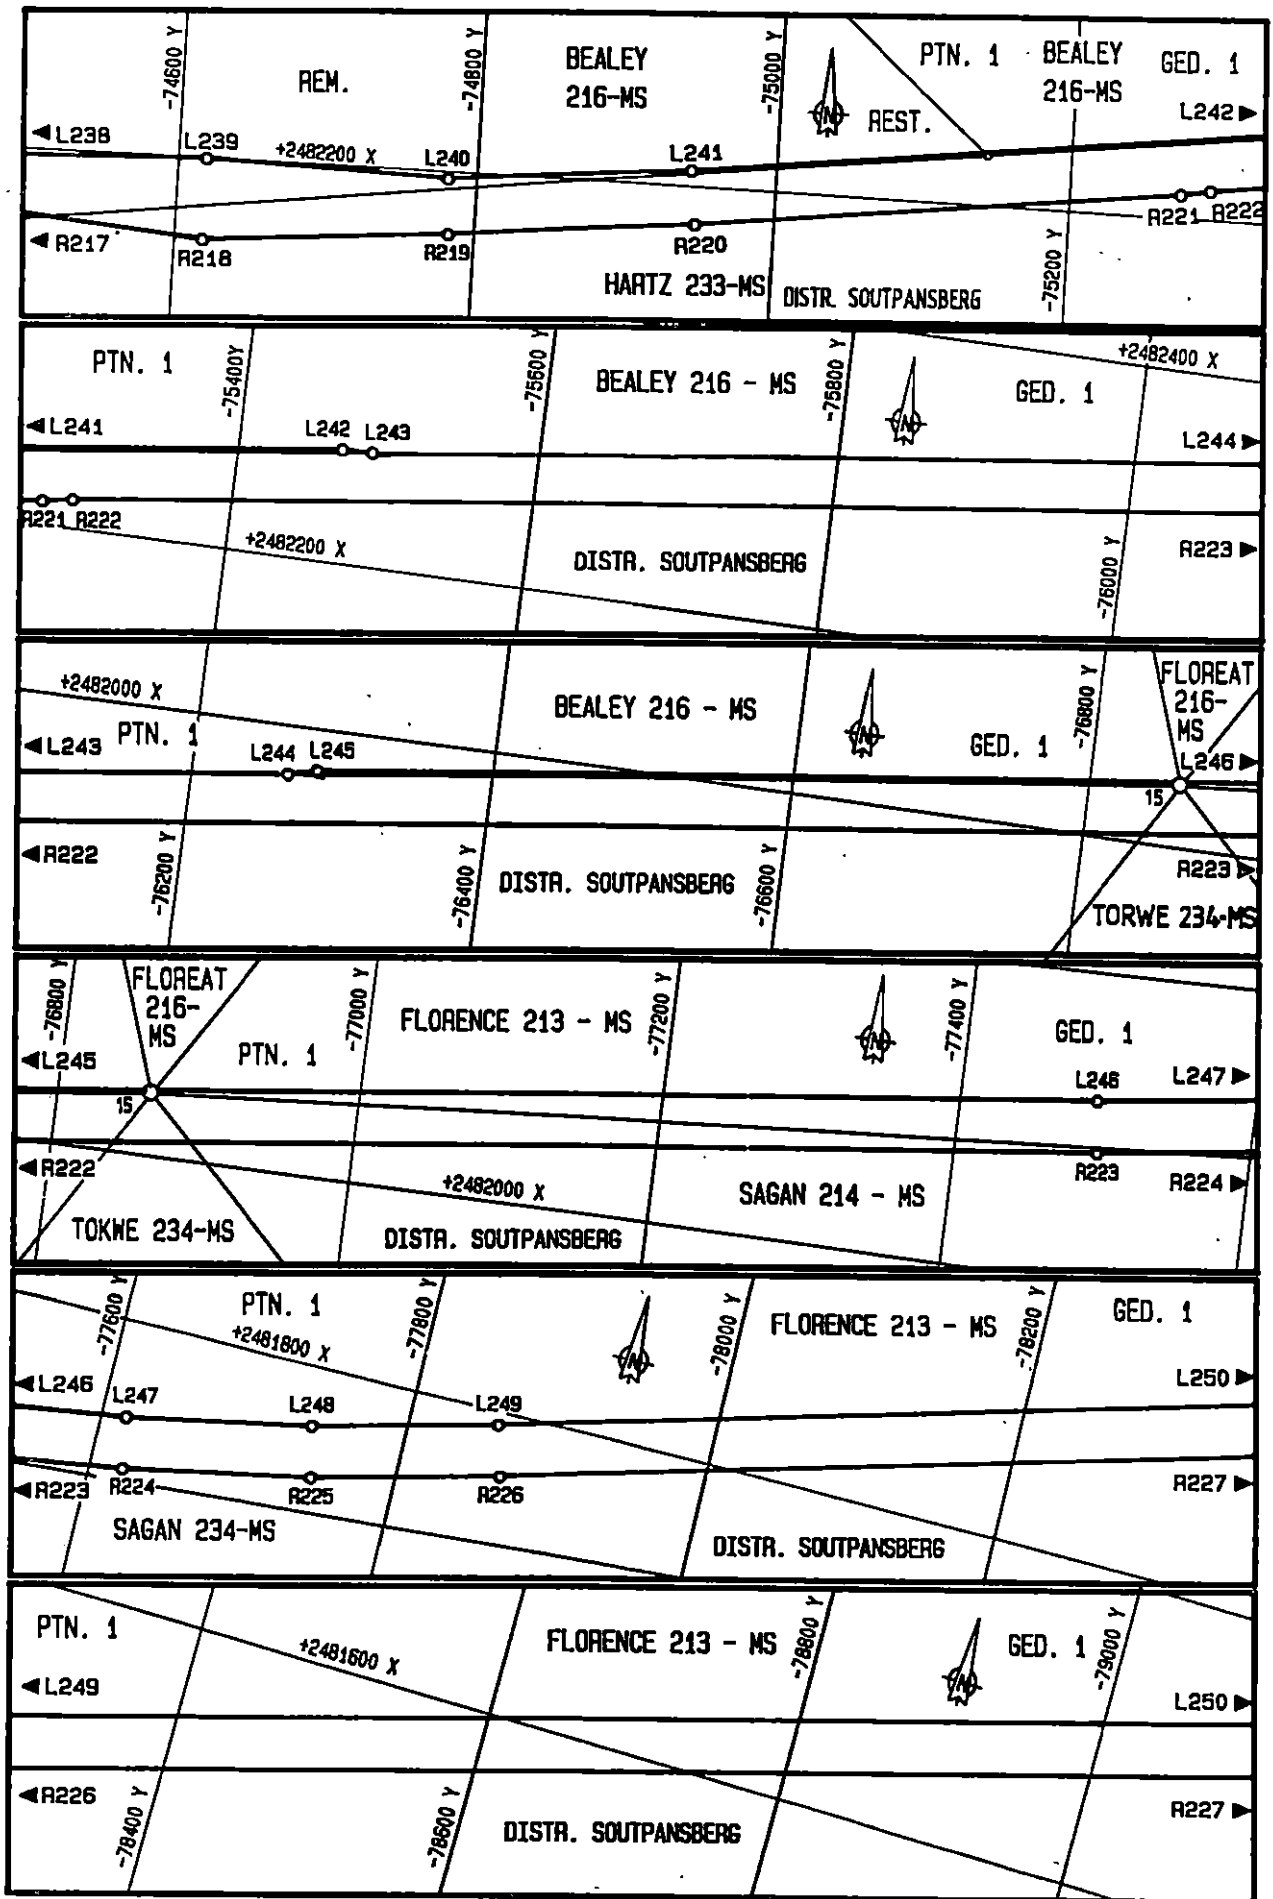 -74600 Y
REM.
-74800 Y
BEALEY
216-MS
-75000 Y
N
REST.
PTN. 1
BEALEY
216-MS
GED. 1
L242
L238
L239
+2482200 X
L240
L241
R217
R218
R219
R220
R221
R222
HARTZ 233-MS
DISTR. SOUTPANSBERG
-75200 Y
PTN. 1
-75400Y
-75600 Y
BEALEY 216 - MS
-75800 Y
N
GED. 1
+2482400 X
L241
L242
L243
L244
R221
R222
+2482200 X
DISTR. SOUTPANSBERG
-76000 Y
R223
+2482000 X
PTN. 1
BEALEY 216 - MS
N
GED. 1
-76800 Y
FLOREAT
216-
MS
L243
L244
L245
L246
15
R222
-76200 Y
-76400 Y
DISTR. SOUTPANSBERG
-76600 Y
R223
TORWE 234-MS
-76800 Y
FLOREAT
216-
MS
PTN. 1
-77000 Y
FLORENCE 213 - MS
-77200 Y
N
-77400 Y
GED. 1
L245
L246
L247
15
R222
R223
R224
+2482000 X
SAGAN 214 - MS
TOKWE 234-MS
DISTR. SOUTPANSBERG
-77600 Y
PTN. 1
+2481800 X
-77800 Y
N
-78000 Y
FLORENCE 213 - MS
-78200 Y
GED. 1
L246
L247
L248
L249
L250
R223
R224
R225
R226
R227
SAGAN 234-MS
DISTR. SOUTPANSBERG
PTN. 1
+2481600 X
FLORENCE 213 - MS
-78800 Y
N
GED. 1
-79000 Y
L249
L250
R226
-78400 Y
-78600 Y
DISTR. SOUTPANSBERG
R227